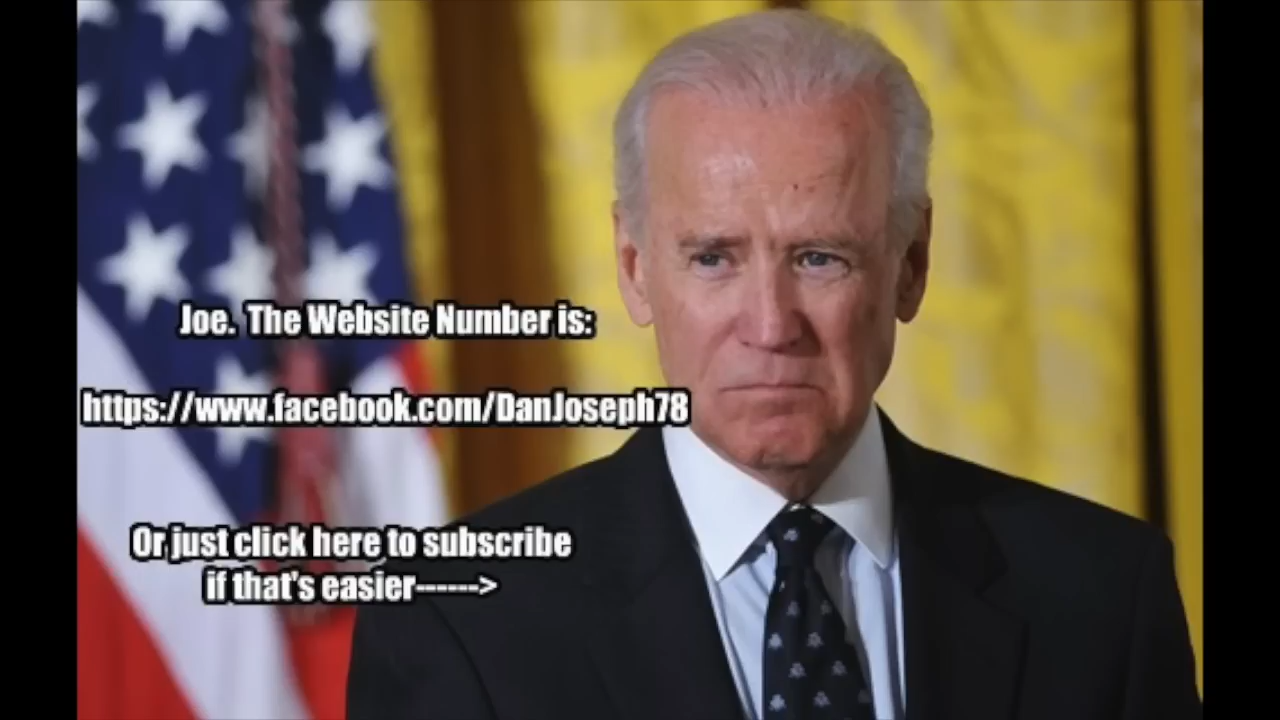 Joe.  The Website Number is:
https://www.facebook.com/DanJoseph78
Or just click here to subscribe
if that's easier------>